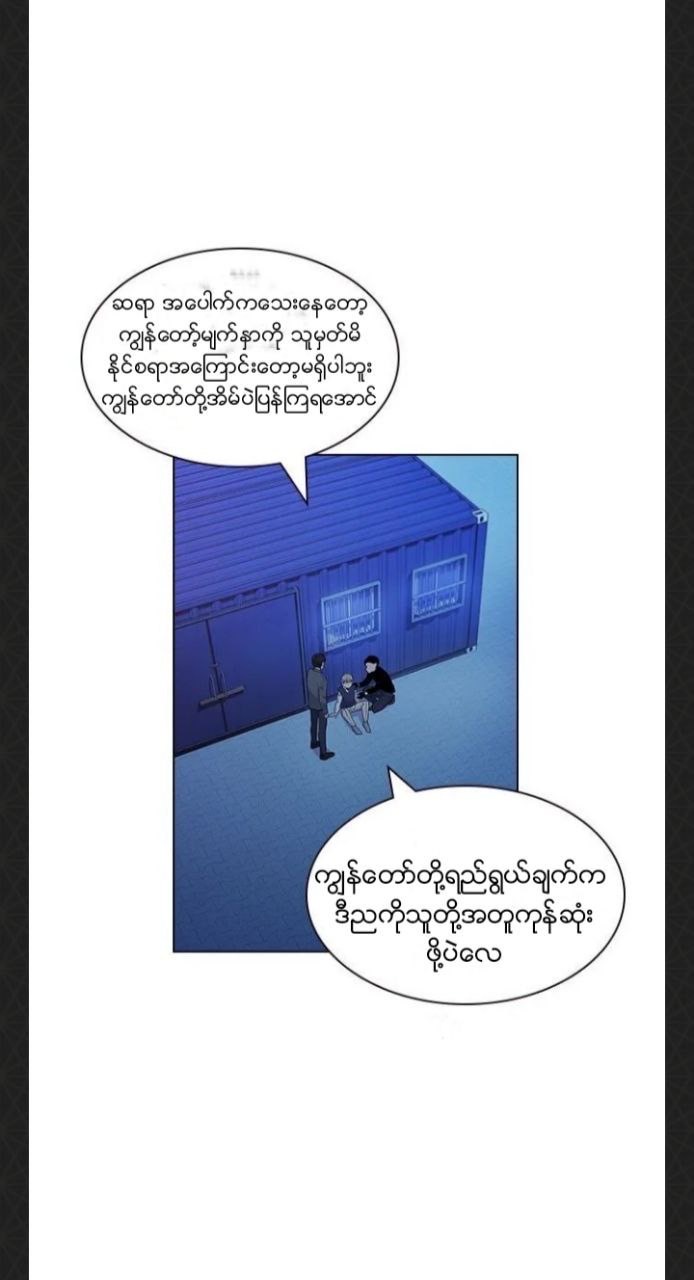 ဆရာ အပေါက်ကသေးနေတော့
ကျွန်တော့်မျက်နှာကို သူမှတ်မိ
နိုင်စရာအကြောင်းတော့မရှိပါဘူး
ကျွန်တော်တို့အိမ်ပဲပြန်ကြရအောင်
ကျွန်တော်တို့ရည်ရွယ်ချက်က
ဒီညကိုသူတို့အတူကုန်ဆုံး
ဖို့ပဲလေ